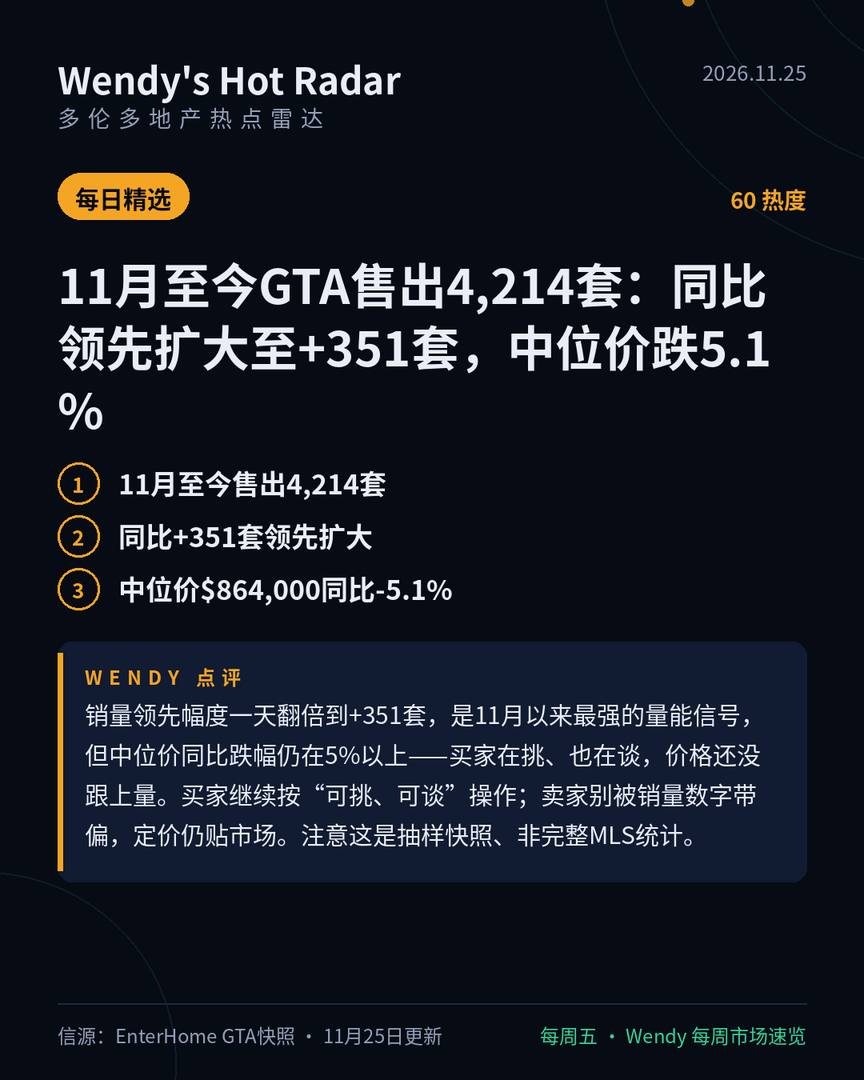 Wendy's Hot Radar
2026.11.25
多伦多地产热点雷达
每日精选
60 热度
11月至今GTA售出4,214套：同比
领先扩大至+351套，中位价跌5.1
%
1 11月至今售出4,214套
2 同比+351套领先扩大
3 中位价$864,000同比-5.1%
WENDY 点评
销量领先幅度一天翻倍到+351套，是11月以来最强的量能信号，
但中位价同比跌幅仍在5%以上——买家在挑、也在谈，价格还没
跟上量。买家继续按“可挑、可谈”操作；卖家别被销量数字带
偏，定价仍贴市场。注意这是抽样快照、非完整MLS统计。
信源：EnterHome GTA快照 · 11月25日更新
每周五 · Wendy 每周市场速览